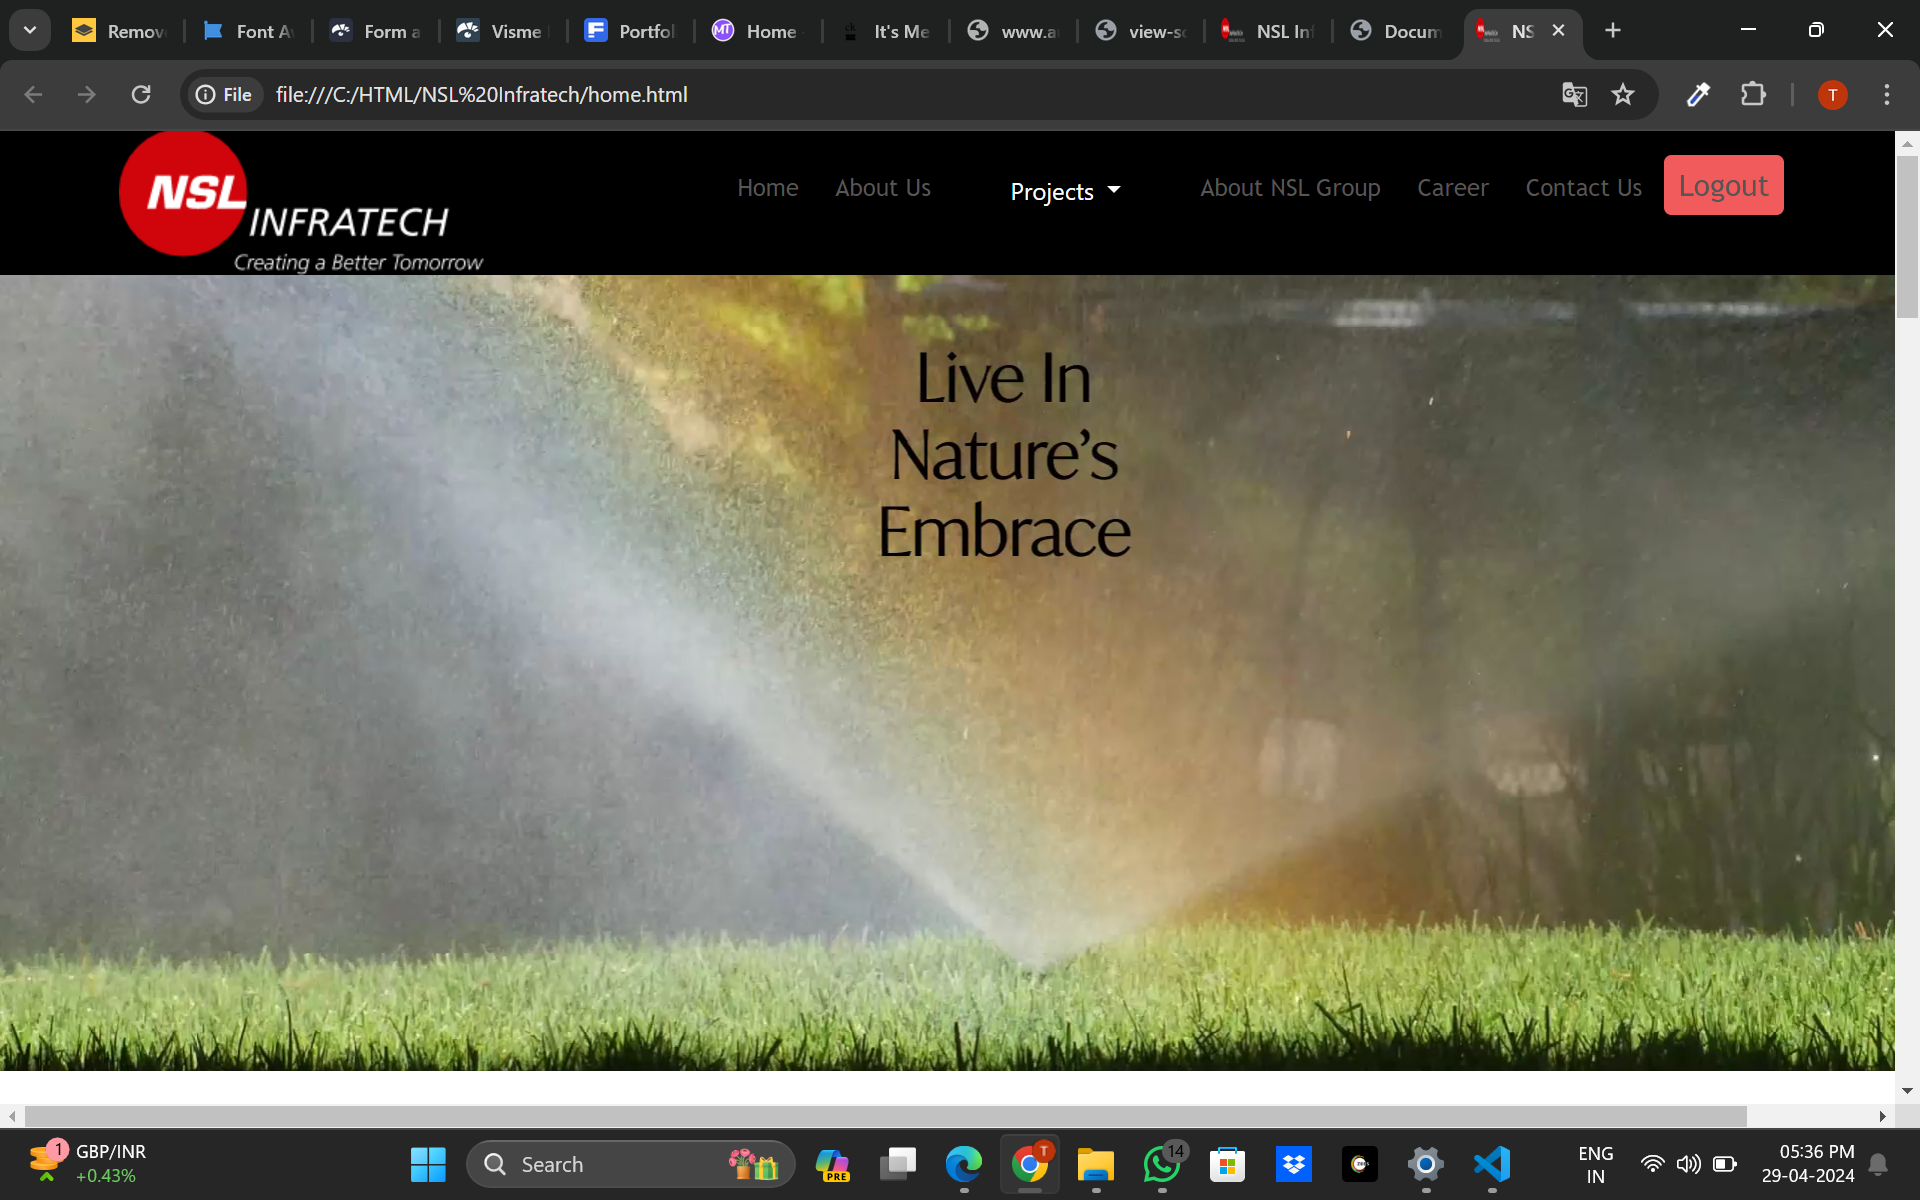 Remov
Font A
Form a
Visme
Portfol
Home
It's Me
www.a
view-so
NSL Inf
Docum
NS
File
file:///C:/HTML/NSL%20Infratech/home.html
T
NSL
INFRATECH
Creating a Better Tomorrow
Home
About Us
Projects
About NSL Group
Career
Contact Us
Logout
Live In
Nature's
Embrace
1
GBP/INR
+0.43%
Search
PRE
T
14
ENG
IN
05:36 PM
29-04-2024